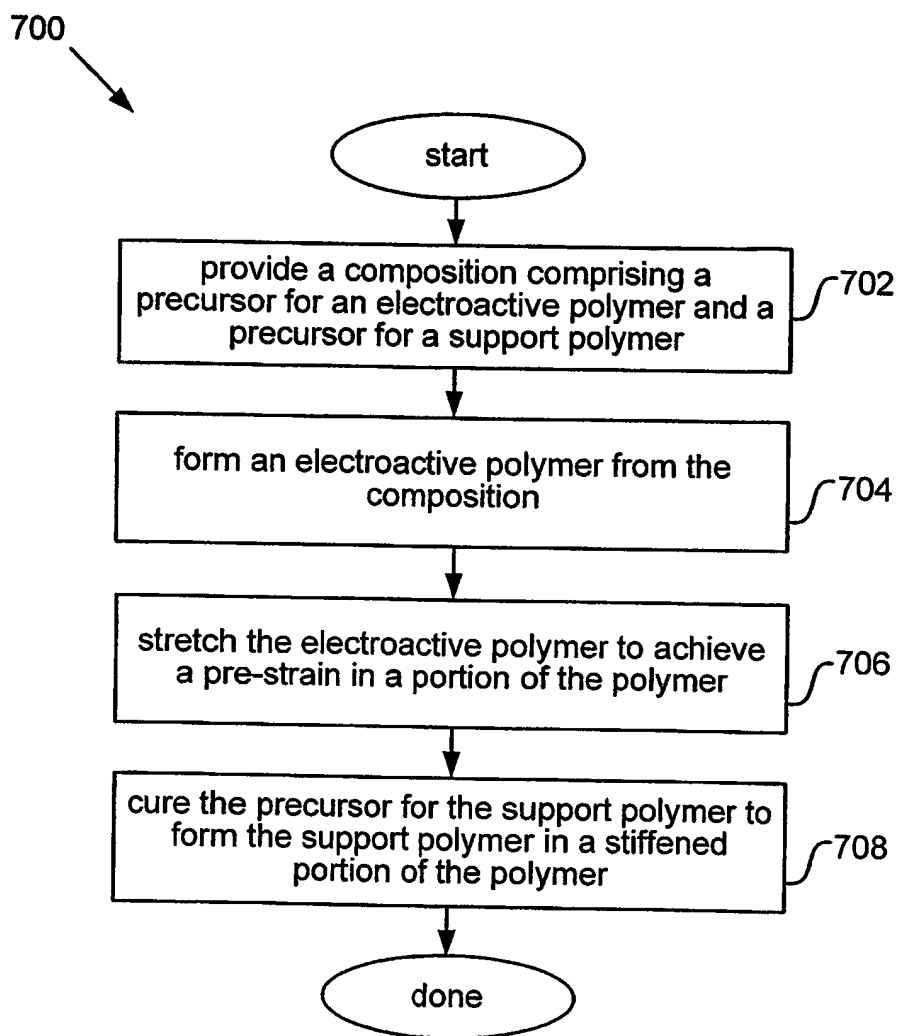 700
start
provide a composition comprising a
precursor for an electroactive polymer and a
precursor for a support polymer
702
form an electroactive polymer from the
composition
704
stretch the electroactive polymer to achieve
a pre-strain in a portion of the polymer
706
cure the precursor for the support polymer to
form the support polymer in a stiffened
portion of the polymer
708
done